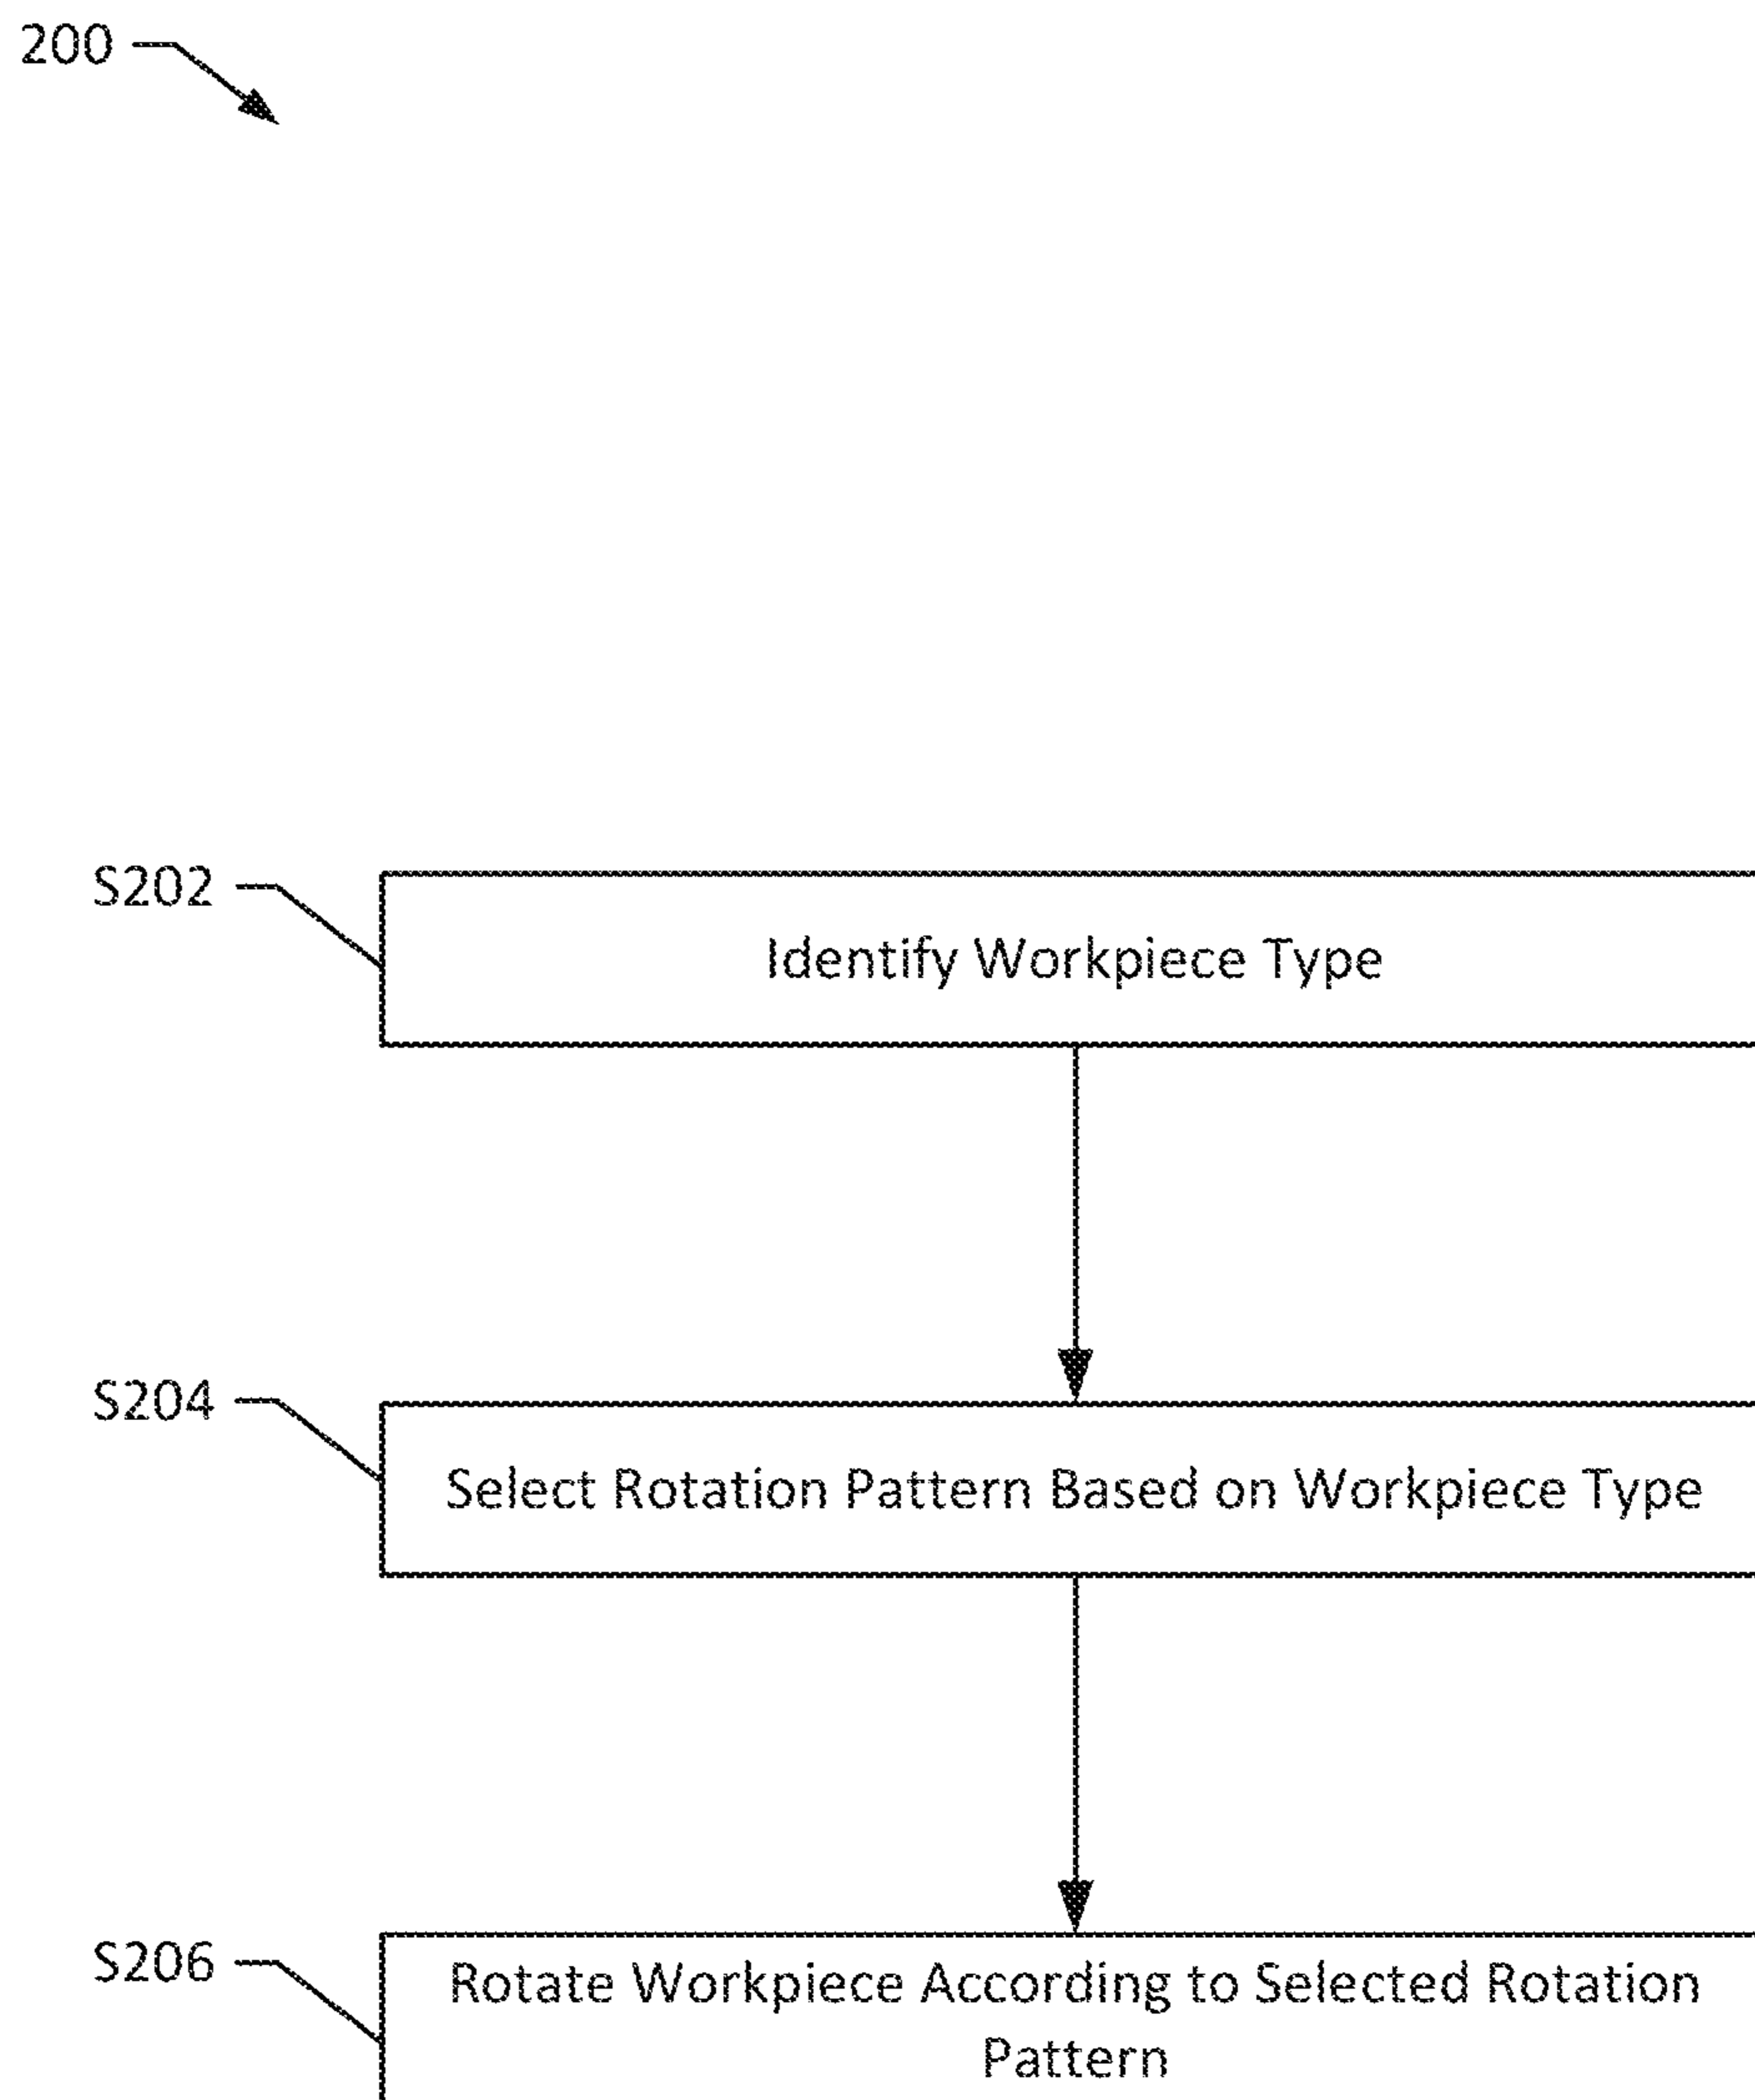 200
S202
Identify Workpiece Type
S204
Select Rotation Pattern Based on Workpiece Type
S206
Rotate Workpiece According to Selected Rotation
Pattern